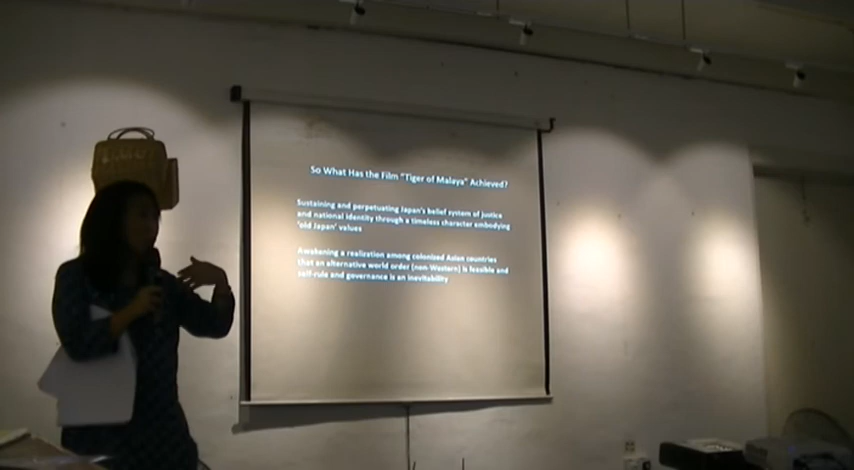 So What Has the Film "Tiger of Malaya" Achieved?
Sustaining and perpetuating Japan's belief system of justice
and national identity through a timeless character embodying
'old Japan' values
Awakening a realization among colonized Asian countries
that an alternative world order (non-Western) is feasible and
self-rule and governance is an inevitability